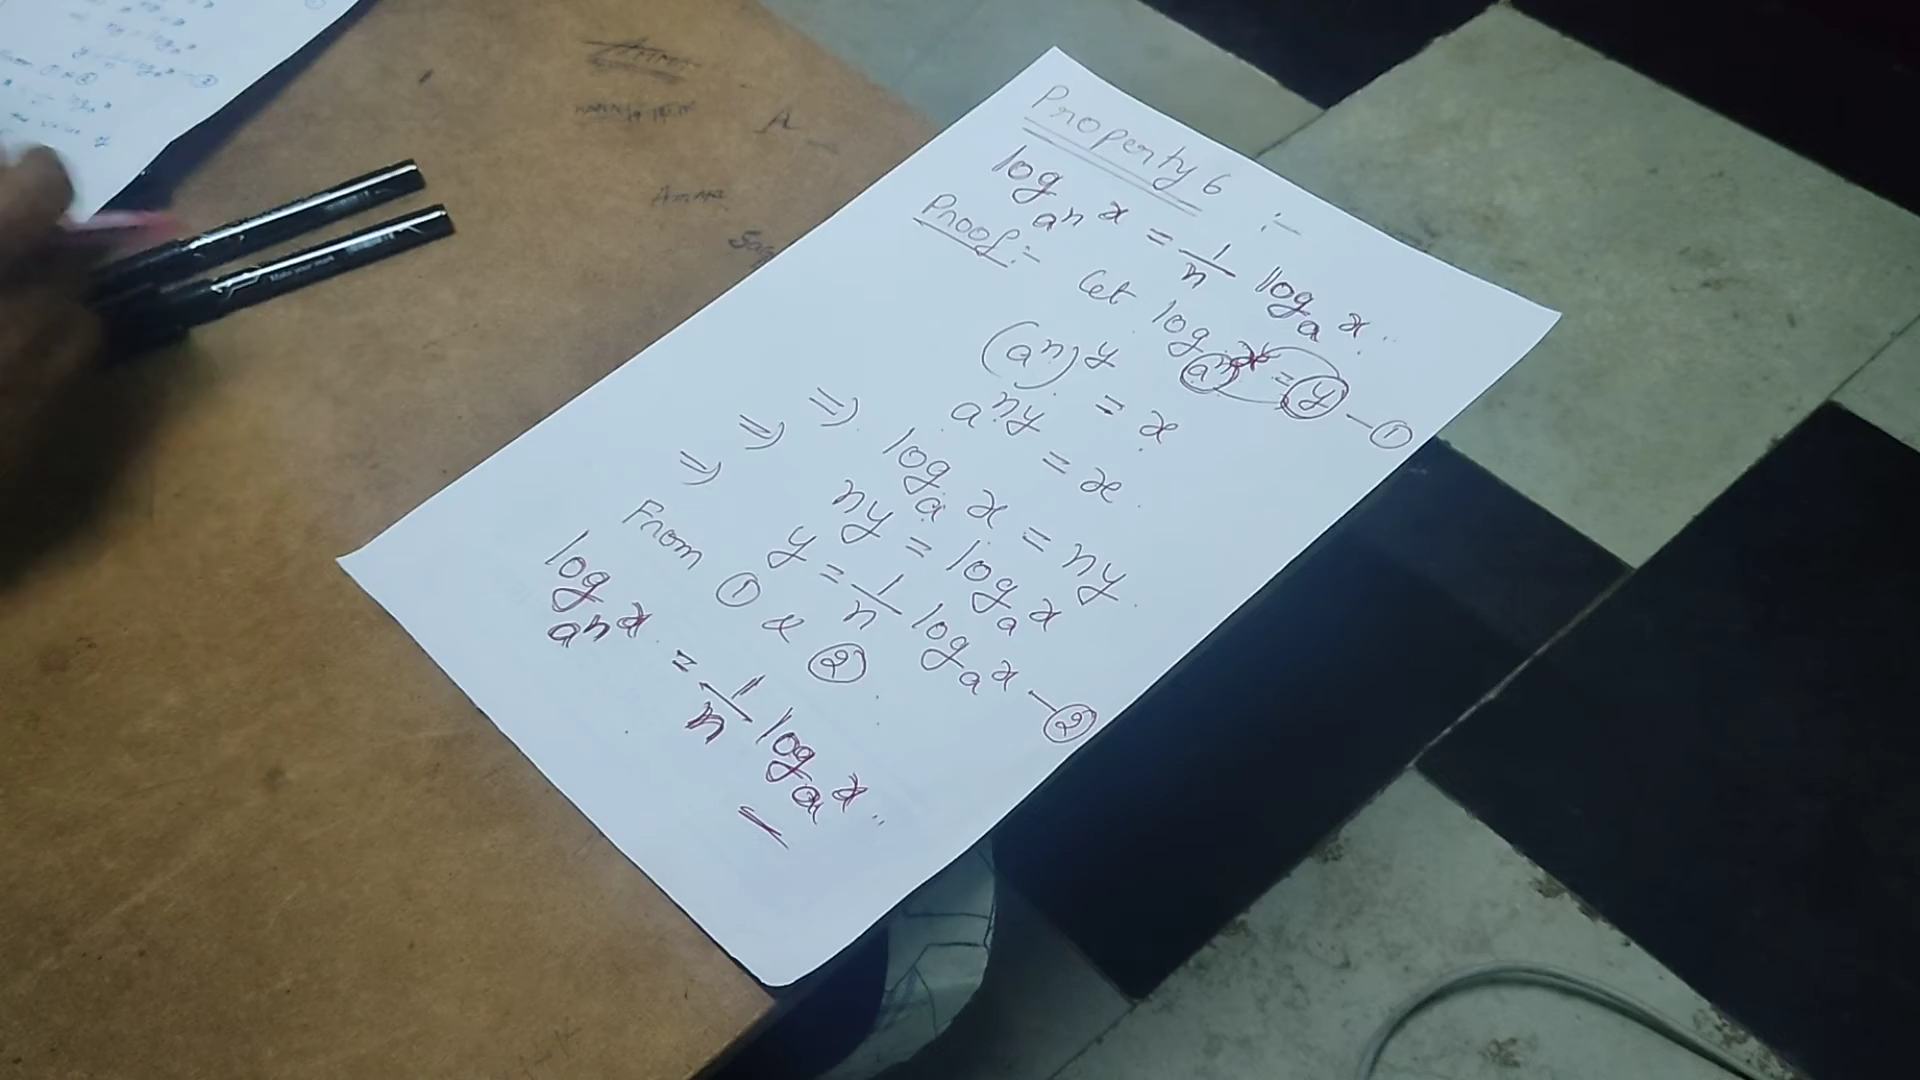 Property 6 :-
log_{a^n} x = 1/n log_a x.
Proof:- Let log_{a^n} x = y — ①
(a^n)^y = x
⇒ a^{ny} = x
⇒ log_a x = ny
⇒ ny = log_a x
y = 1/n log_a x — ②
From ① & ②
log_{a^n} x = 1/n log_a x
Amar
A